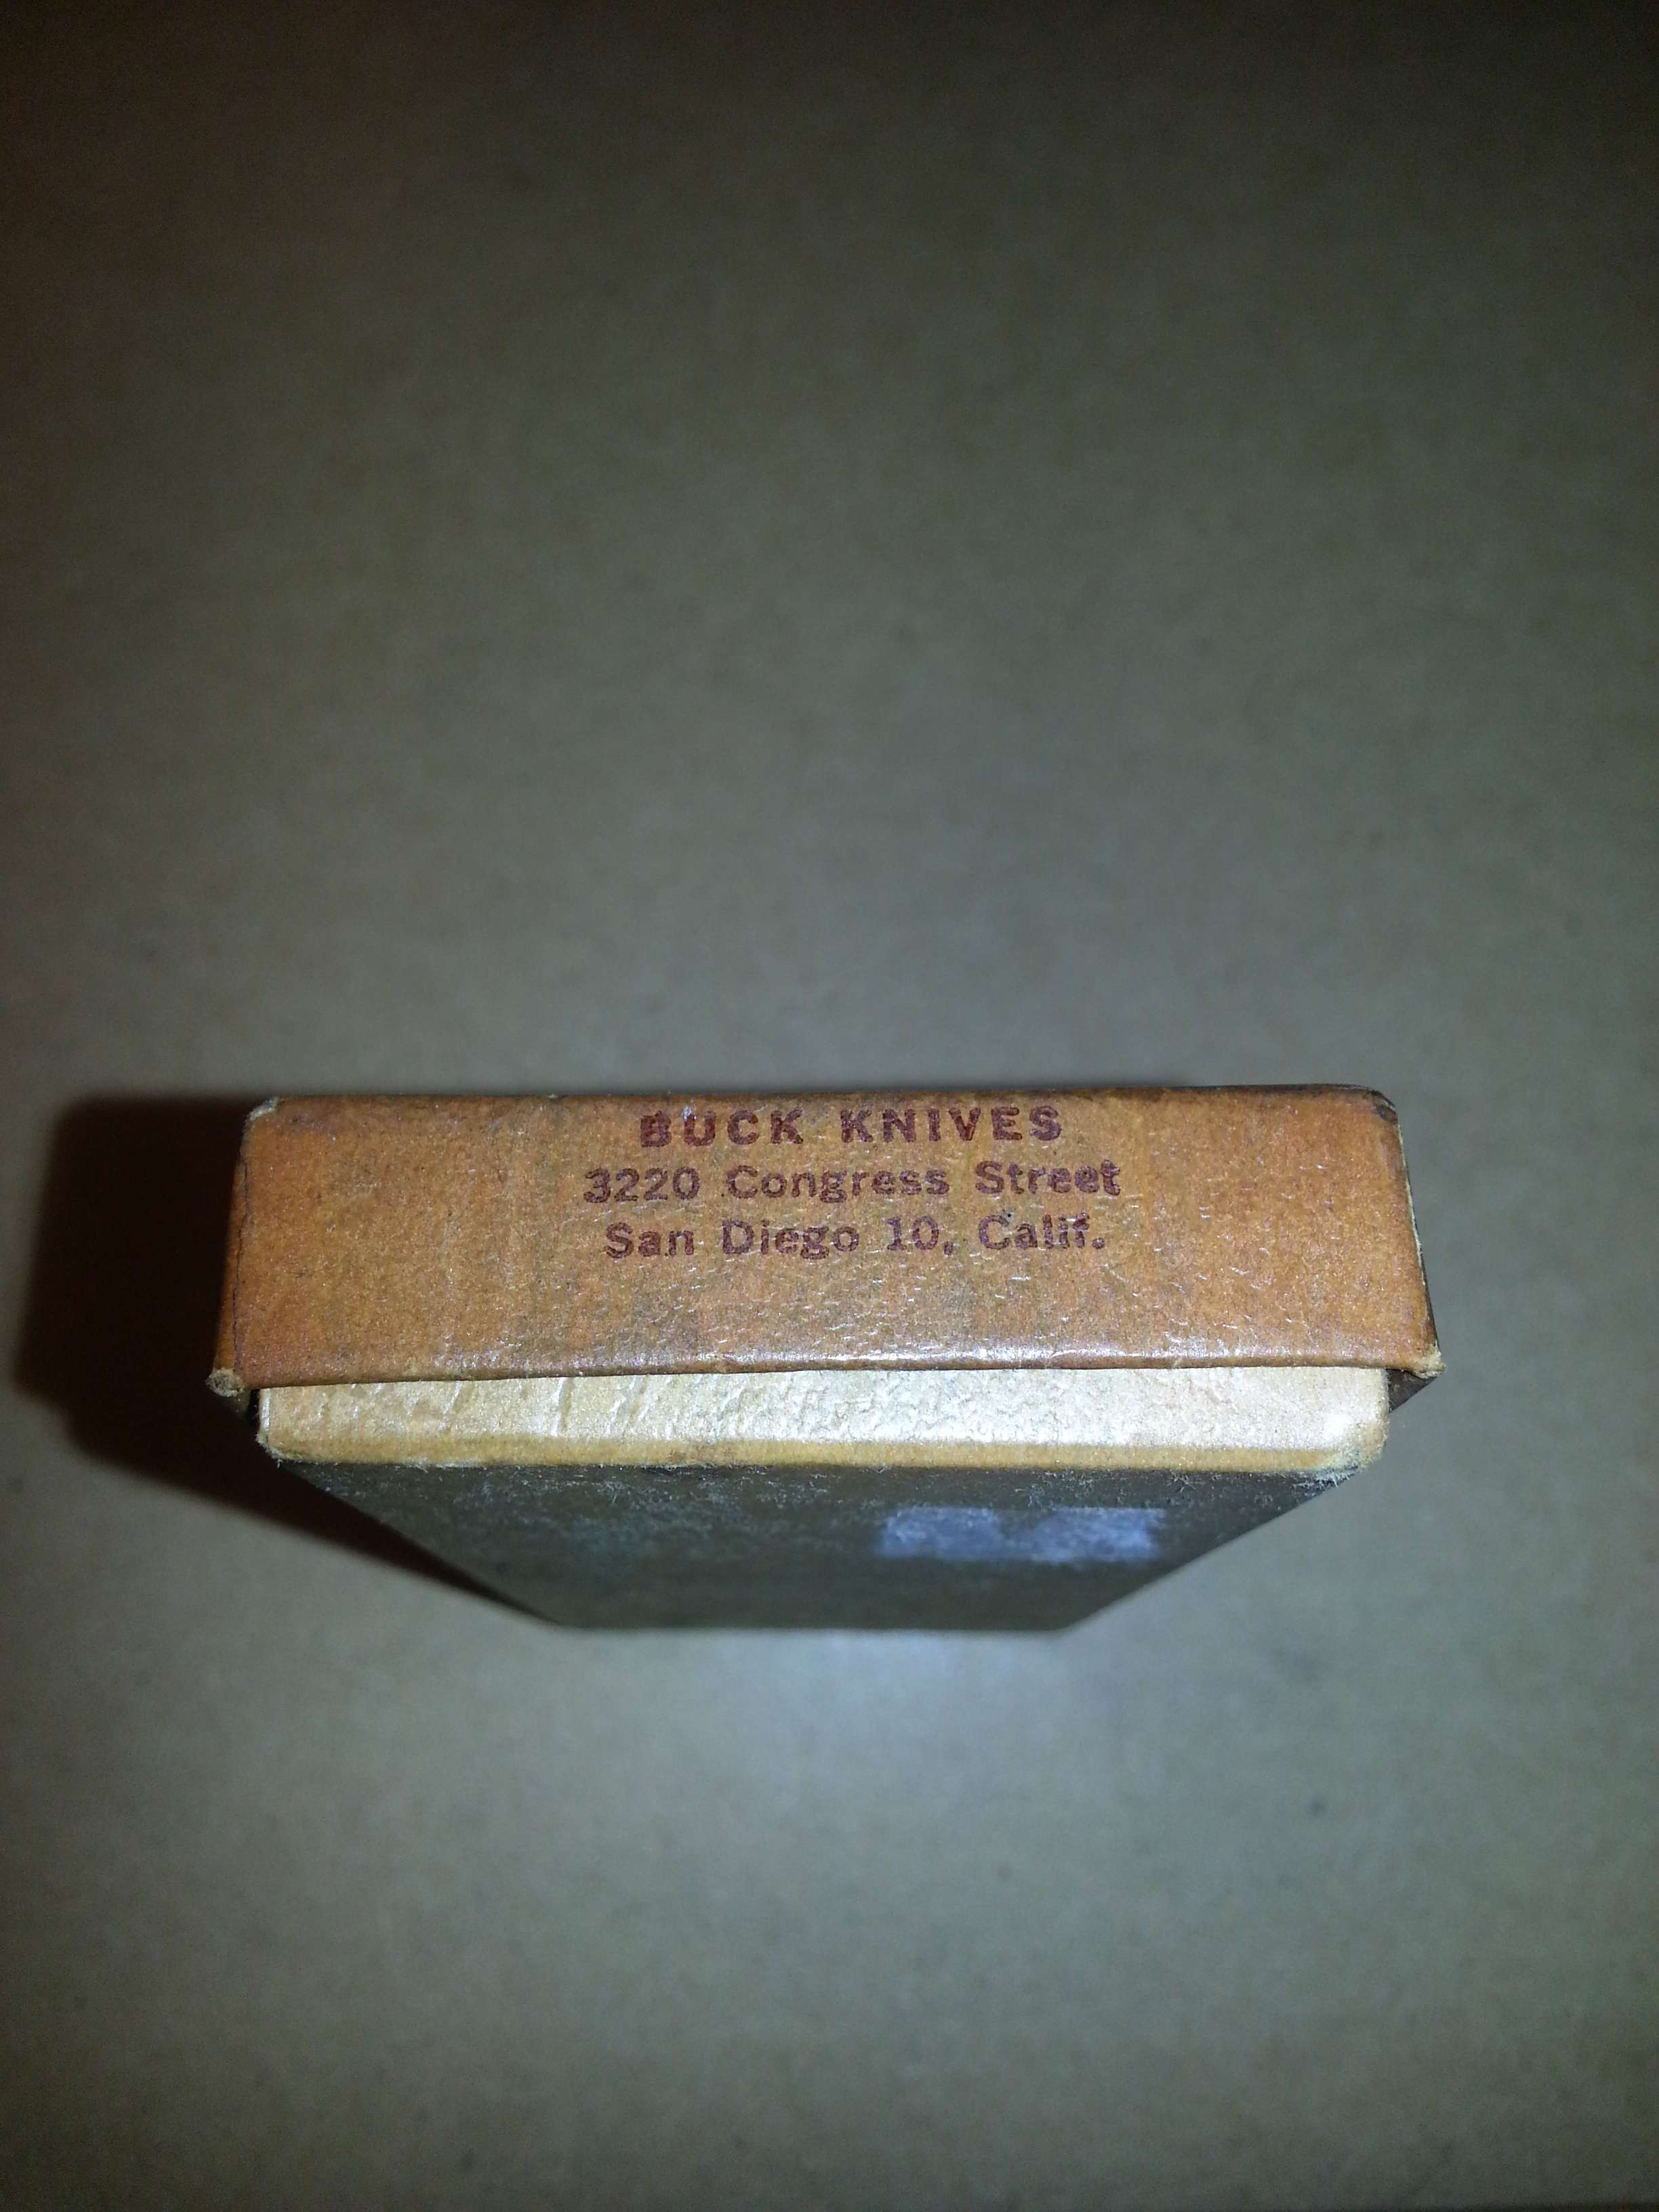 BUCK KNIVES
3220 Congress Street
San Diego 10, Calif.